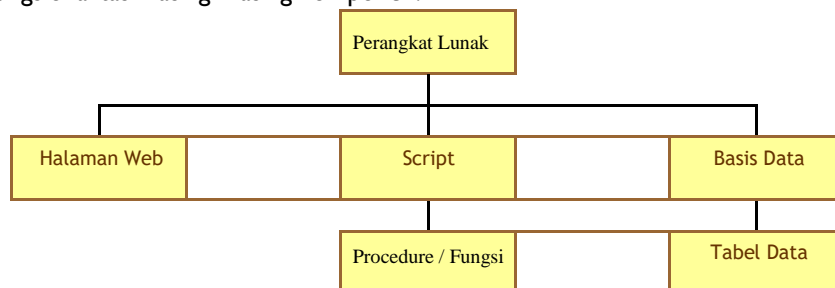 Perangkat Lunak
Halaman Web
Script
Basis Data
Procedure / Fungsi
Tabel Data